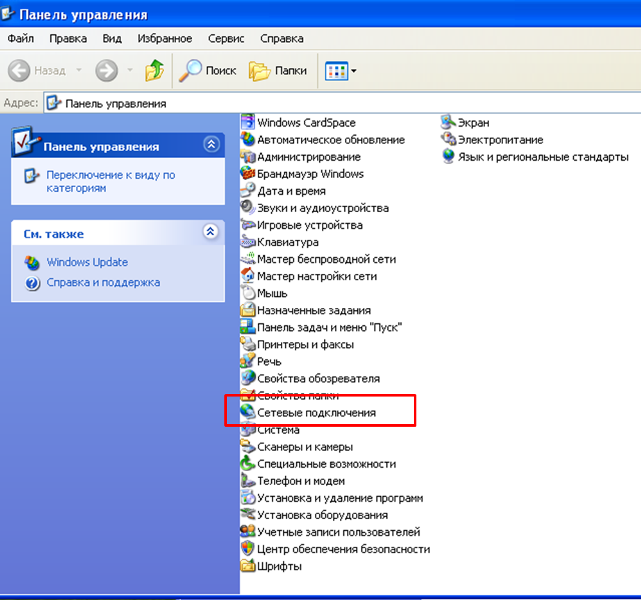 Панель управления
Файл Правка Вид Избранное Сервис Справка
Назад Поиск Папки
Адрес: Панель управления
Панель управления
Переключение к виду по
категориям
См. также
Windows Update
Справка и поддержка
Windows CardSpace
Автоматическое обновление
Администрирование
Брандмауэр Windows
Дата и время
Звуки и аудиоустройства
Игровые устройства
Клавиатура
Мастер беспроводной сети
Мастер настройки сети
Мышь
Назначенные задания
Панель задач и меню "Пуск"
Принтеры и факсы
Речь
Свойства обозревателя
Свойства папки
Сетевые подключения
Система
Сканеры и камеры
Специальные возможности
Телефон и модем
Установка и удаление программ
Установка оборудования
Учетные записи пользователей
Центр обеспечения безопасности
Шрифты
Экран
Электропитание
Язык и региональные стандарты